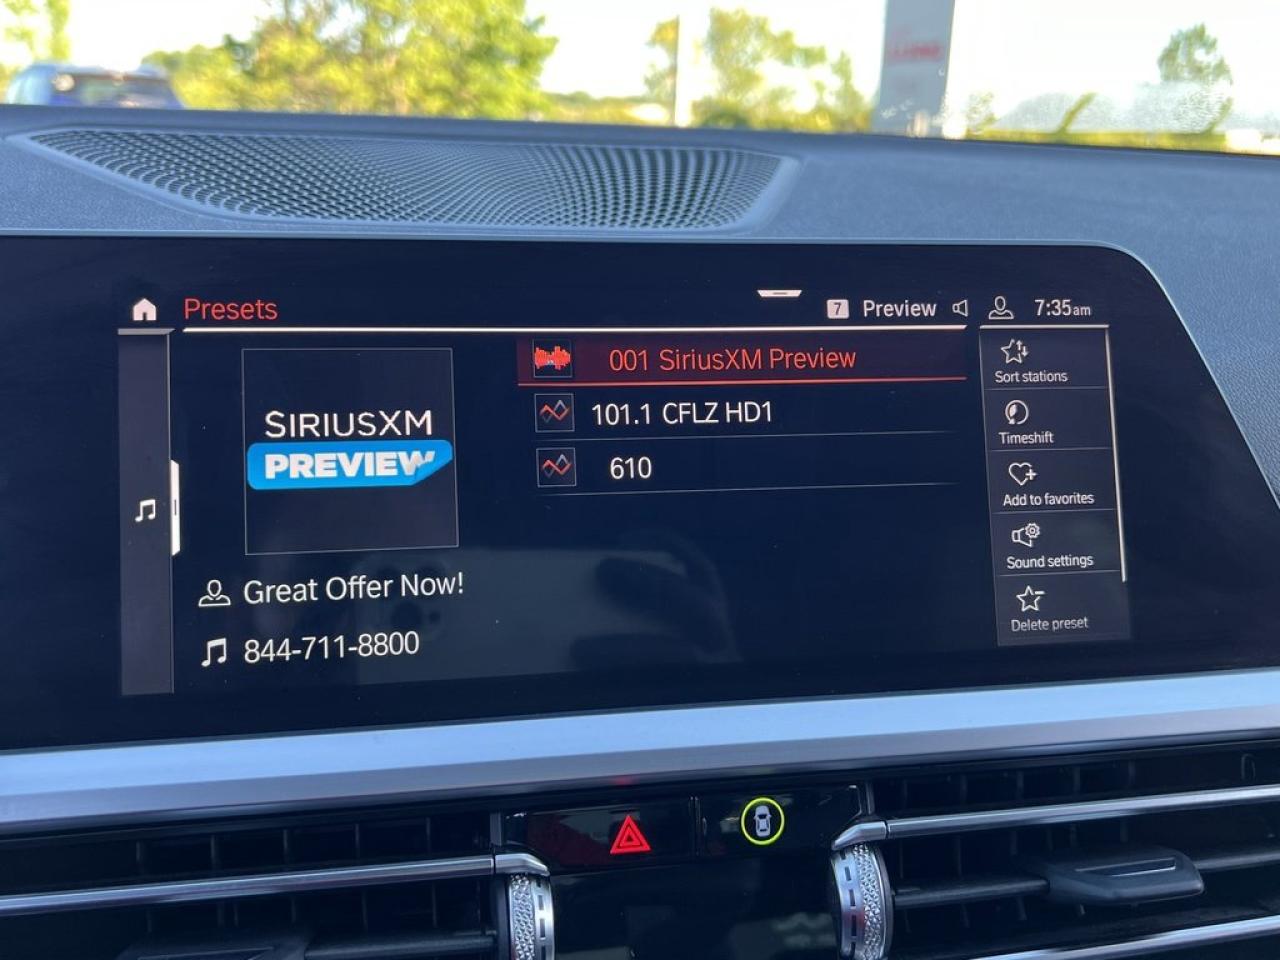 Presets
7 Preview 7:35am
SIRIUSXM
PREVIEW
Great Offer Now!
844-711-8800
001 SiriusXM Preview
101.1 CFLZ HD1
610
Sort stations
Timeshift
Add to favorites
Sound settings
Delete preset